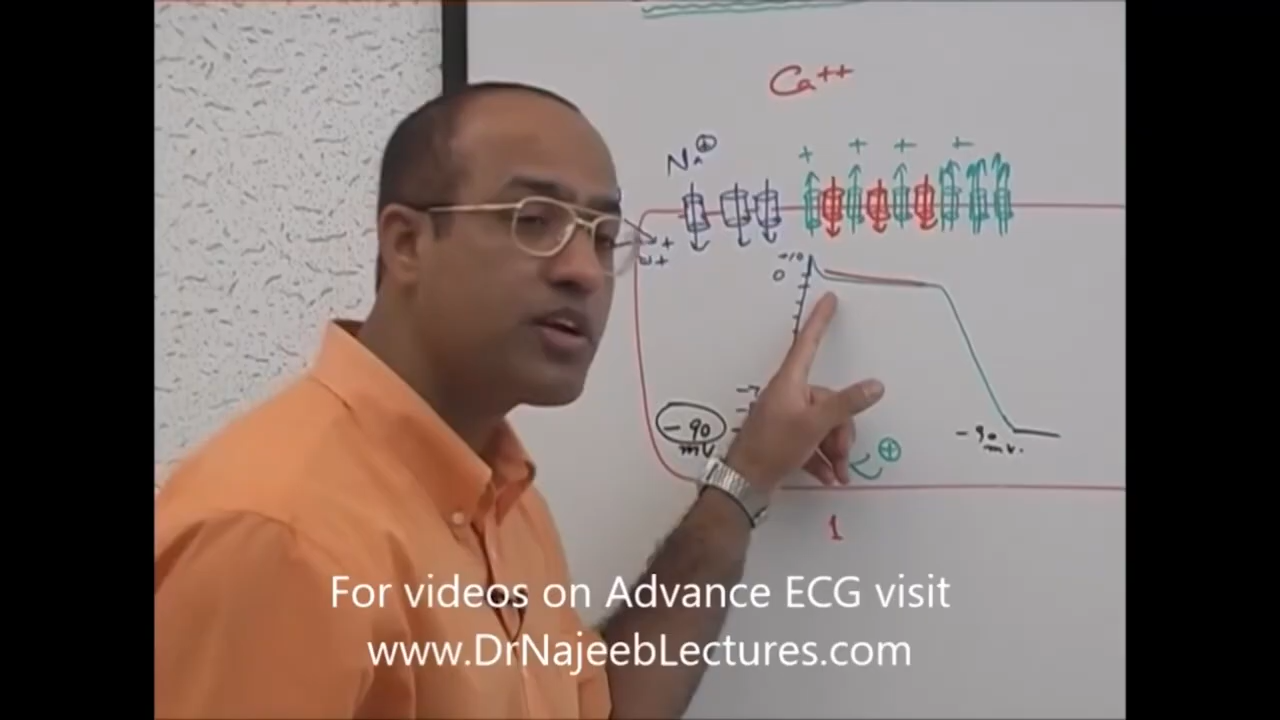 Ca++
Na+
+ + + +
+
+
+10
0
-90
mv
-90
mv.
+
1
For videos on Advance ECG visit
www.DrNajeebLectures.com